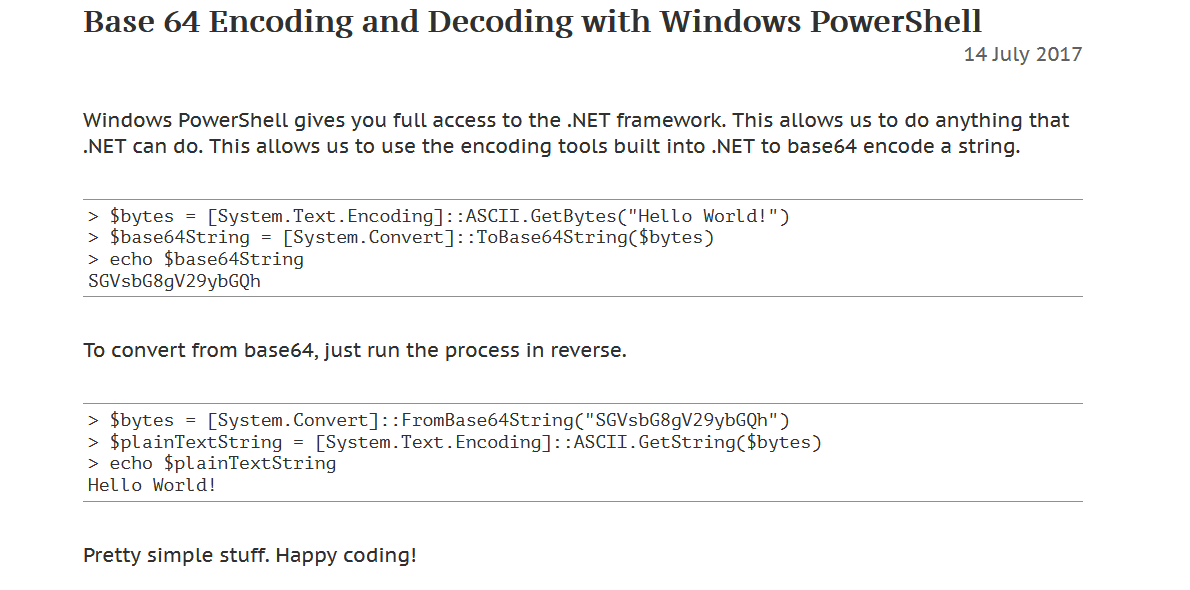 Base 64 Encoding and Decoding with Windows PowerShell
14 July 2017
Windows PowerShell gives you full access to the .NET framework. This allows us to do anything that
.NET can do. This allows us to use the encoding tools built into .NET to base64 encode a string.
> $bytes = [System.Text.Encoding]::ASCII.GetBytes("Hello World!")
> $base64String = [System.Convert]::ToBase64String($bytes)
> echo $base64String
SGVsbG8gV29ybGQh
To convert from base64, just run the process in reverse.
> $bytes = [System.Convert]::FromBase64String("SGVsbG8gV29ybGQh")
> $plainTextString = [System.Text.Encoding]::ASCII.GetString($bytes)
> echo $plainTextString
Hello World!
Pretty simple stuff. Happy coding!